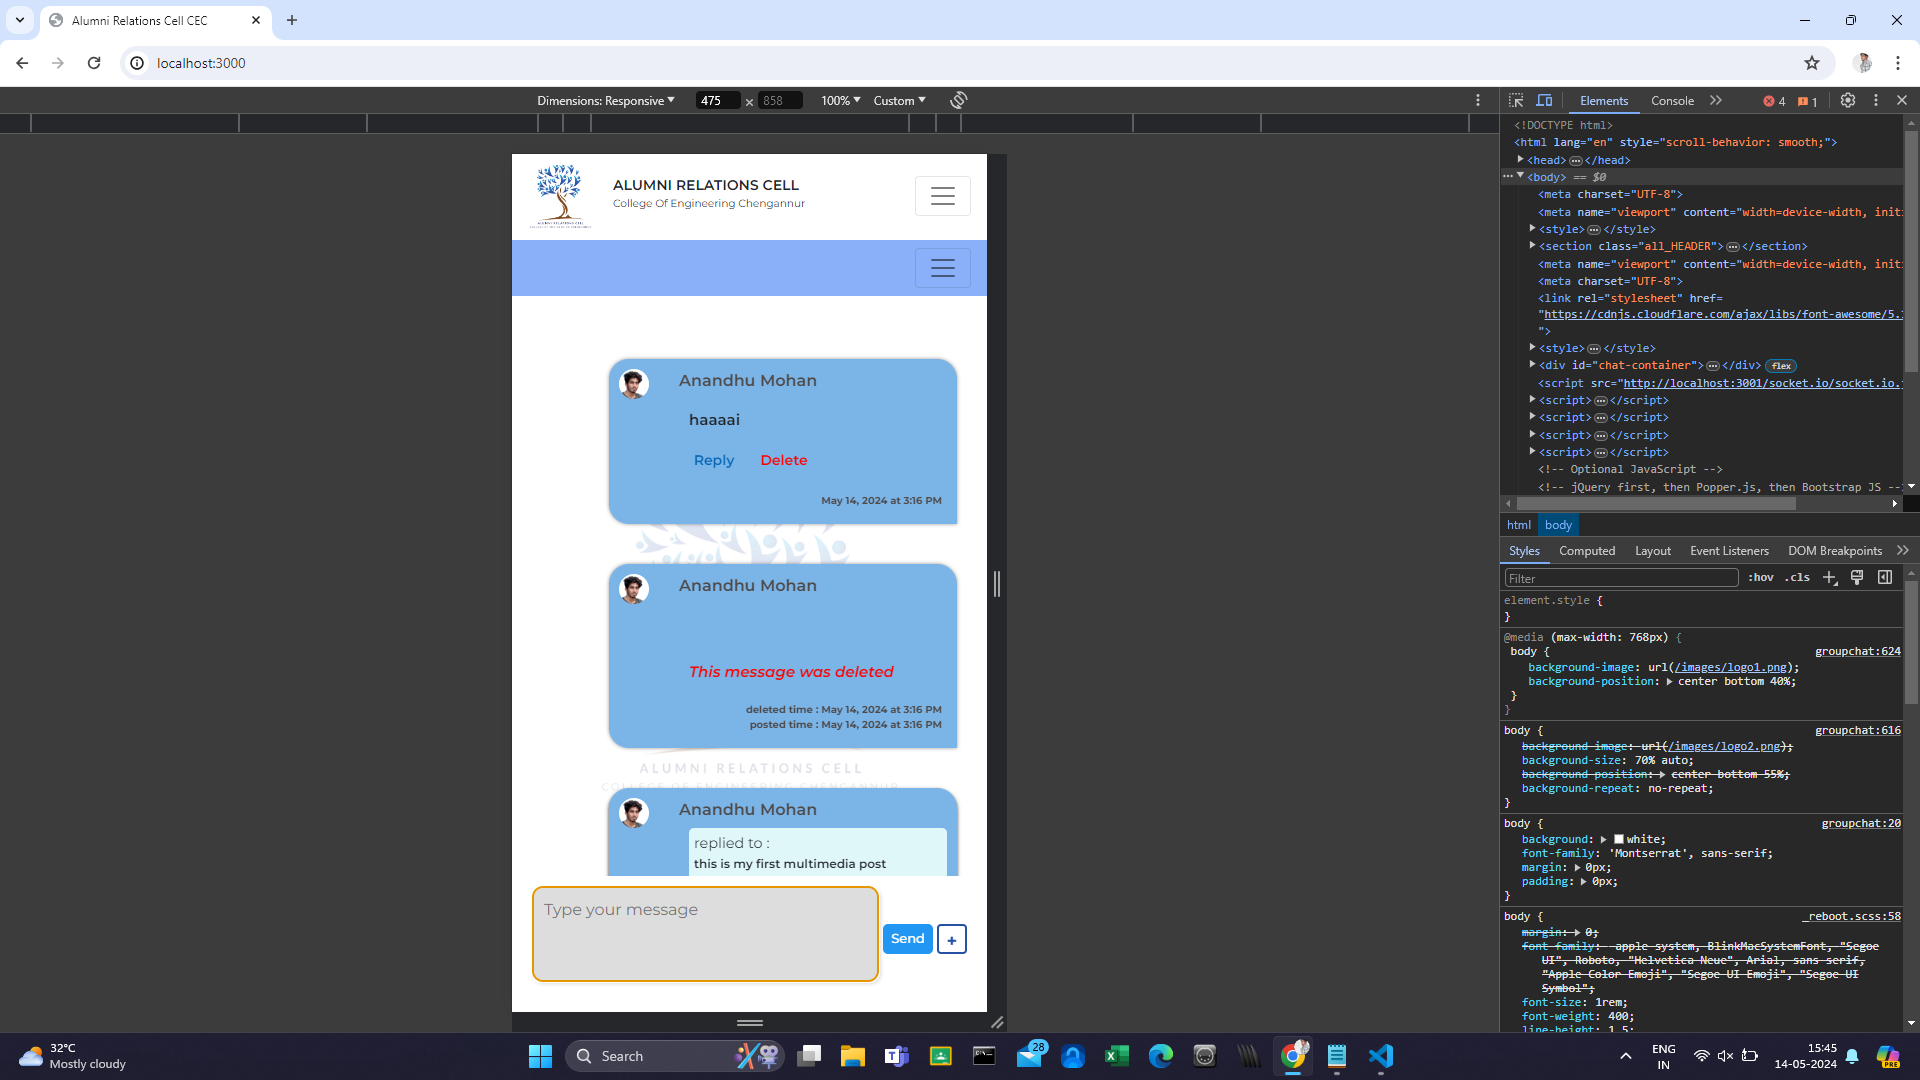 Alumni Relations Cell CEC
localhost:3000
Dimensions: Responsive 475 × 858 100% Custom
ALUMNI RELATIONS CELL
College Of Engineering Chengannur
Anandhu Mohan
haaaai
Reply Delete
May 14, 2024 at 3:16 PM
Anandhu Mohan
This message was deleted
deleted time : May 14, 2024 at 3:16 PM
posted time : May 14, 2024 at 3:16 PM
ALUMNI RELATIONS CELL
COLLEGE OF ENGINEERING CHENGANNUR
Anandhu Mohan
replied to :
this is my first multimedia post
Type your message
Send +
Elements Console 4 1
<!DOCTYPE html>
<html lang="en" style="scroll-behavior: smooth;">
<head> </head>
<body> == $0
<meta charset="UTF-8">
<meta name="viewport" content="width=device-width, init
<style> </style>
<section class="all_HEADER"> </section>
<meta name="viewport" content="width=device-width, init
<meta charset="UTF-8">
<link rel="stylesheet" href=
"https://cdnjs.cloudflare.com/ajax/libs/font-awesome/5.
">
<style> </style>
<div id="chat-container"> </div> flex
<script src="http://localhost:3001/socket.io/socket.io.
<script> </script>
<script> </script>
<script> </script>
<script> </script>
<!-- Optional JavaScript -->
<!-- jQuery first, then Popper.js, then Bootstrap JS --
html body
Styles Computed Layout Event Listeners DOM Breakpoints
Filter :hov .cls
element.style {
}
@media (max-width: 768px) {
body { groupchat:624
background-image: url(/images/logo1.png);
background-position: center bottom 40%;
}
}
body { groupchat:616
background-image: url(/images/logo2.png);
background-size: 70% auto;
background-position: center bottom 55%;
background-repeat: no-repeat;
}
body { groupchat:20
background: white;
font-family: 'Montserrat', sans-serif;
margin: 0px;
padding: 0px;
}
body { _reboot.scss:58
margin: 0;
font-family: -apple-system, BlinkMacSystemFont, "Segoe
UI", Roboto, "Helvetica Neue", Arial, sans-serif,
"Apple Color Emoji", "Segoe UI Emoji", "Segoe UI
Symbol";
font-size: 1rem;
font-weight: 400;
line-height: 1.5;
32°C
Mostly cloudy
Search
28
ENG
IN
15:45
14-05-2024
PRE